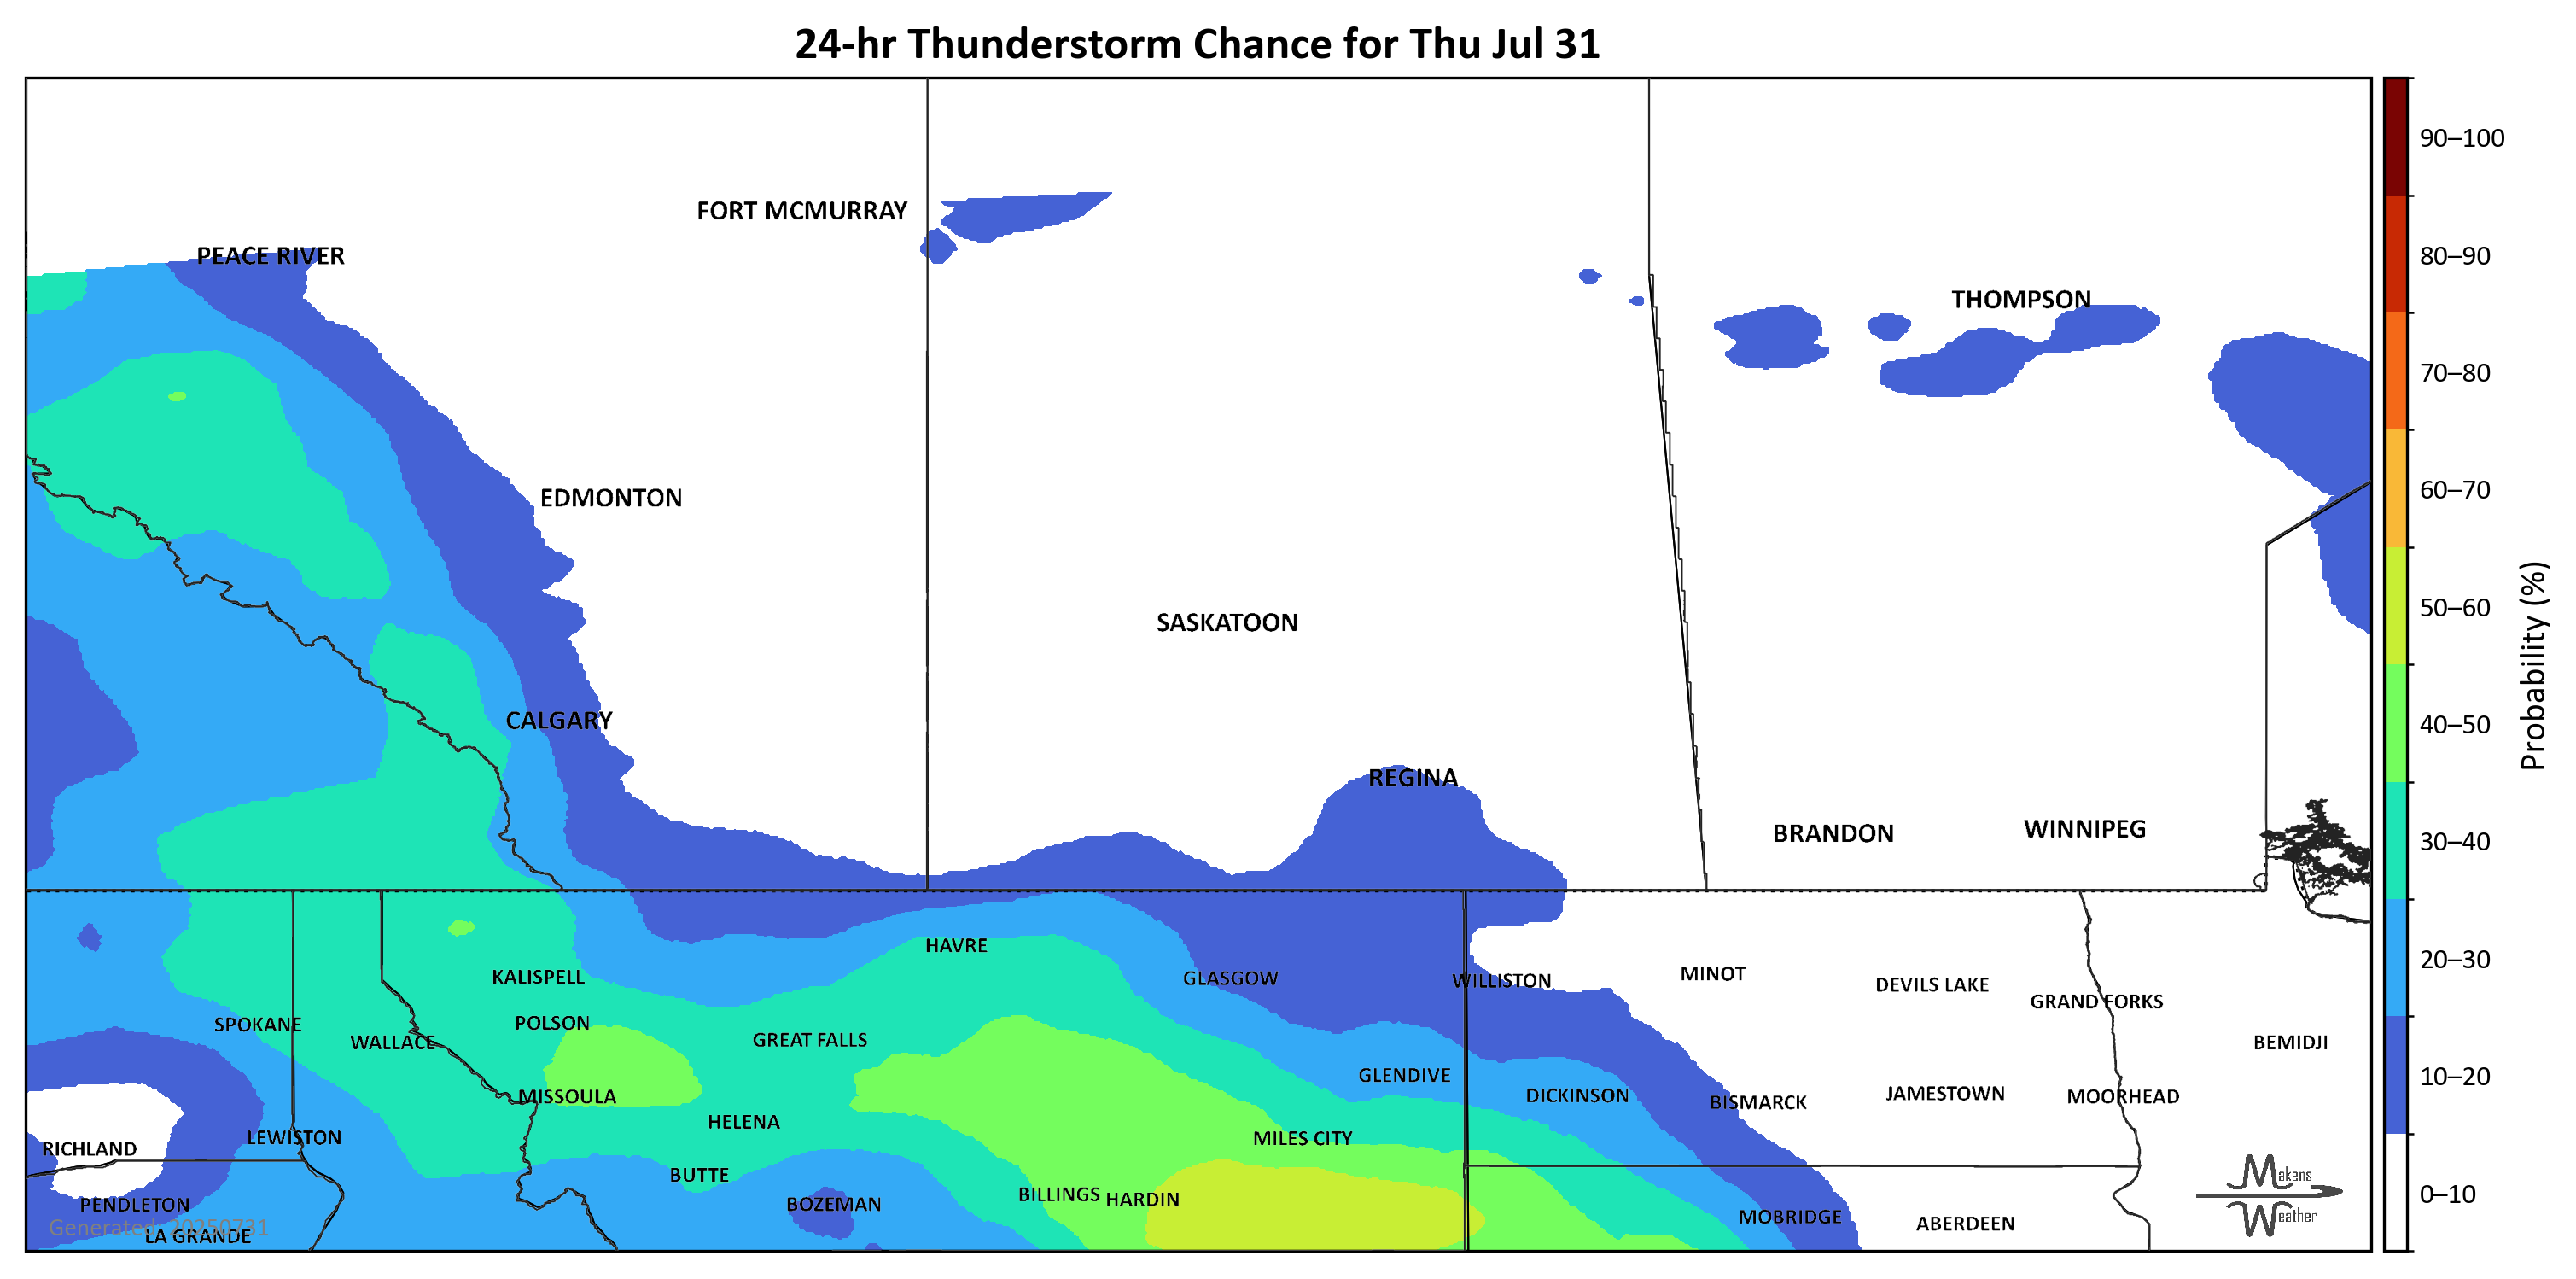 24-hr Thunderstorm Chance for Thu Jul 31
90–100
FORT MCMURRAY
PEACE RIVER
80–90
THOMPSON
70–80
60–70
EDMONTON
50–60
SASKATOON
Probability (%)
CALGARY
40–50
REGINA
BRANDON
WINNIPEG
30–40
HAVRE
20–30
KALISPELL
GLASGOW
WILLISTON
MINOT
DEVILS LAKE
GRAND FORKS
SPOKANE
POLSON
WALLACE
GREAT FALLS
BEMIDJI
GLENDIVE
10–20
MISSOULA
DICKINSON
BISMARCK
JAMESTOWN
MOORHEAD
HELENA
LEWISTON
MILES CITY
RICHLAND
BUTTE
Makens
Weather
BILLINGS
HARDIN
0–10
PENDLETON
BOZEMAN
MOBRIDGE
ABERDEEN
Generated: 20250731
LA GRANDE